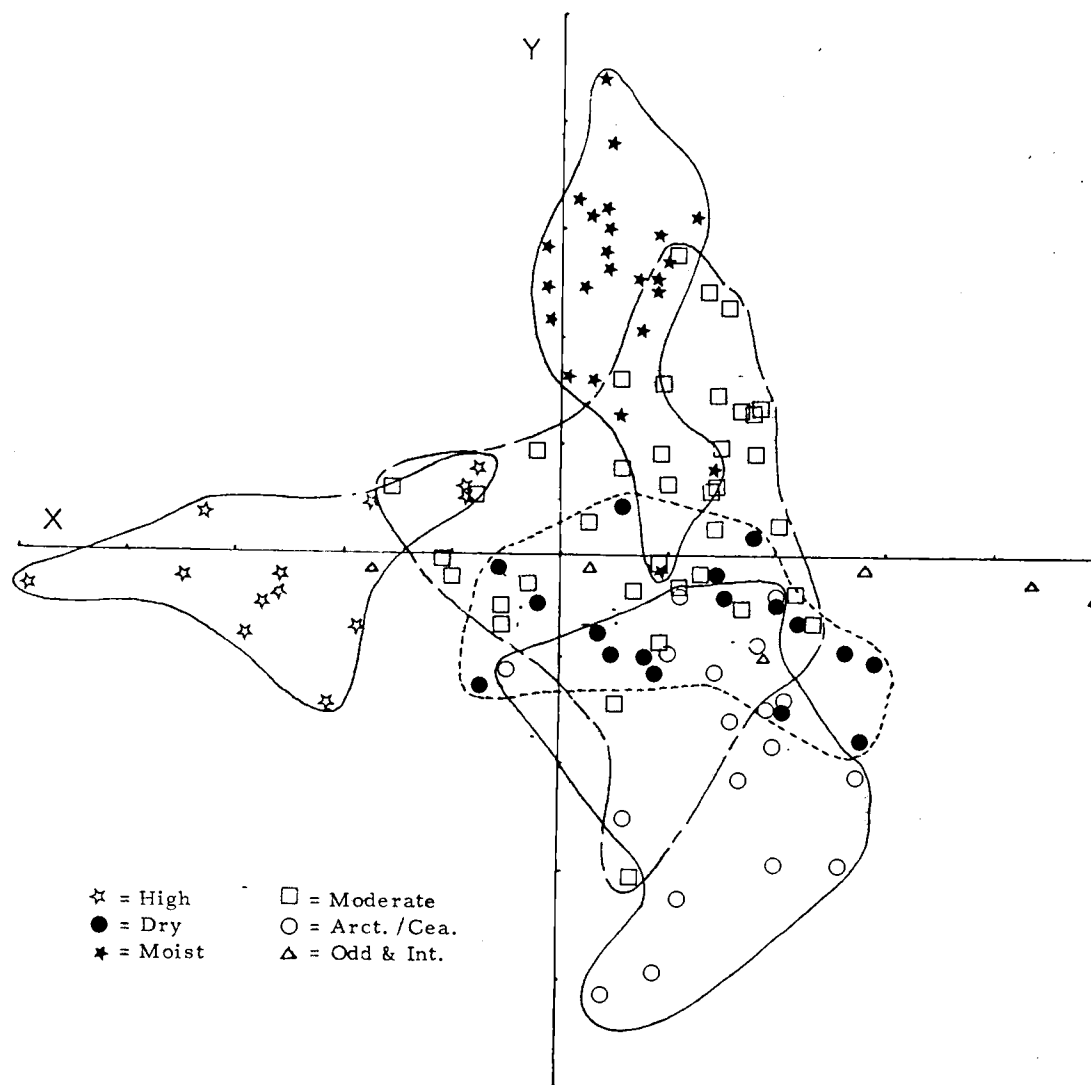 Y
X
= High
= Dry
= Moist
= Moderate
= Arct. /Cea.
= Odd & Int.